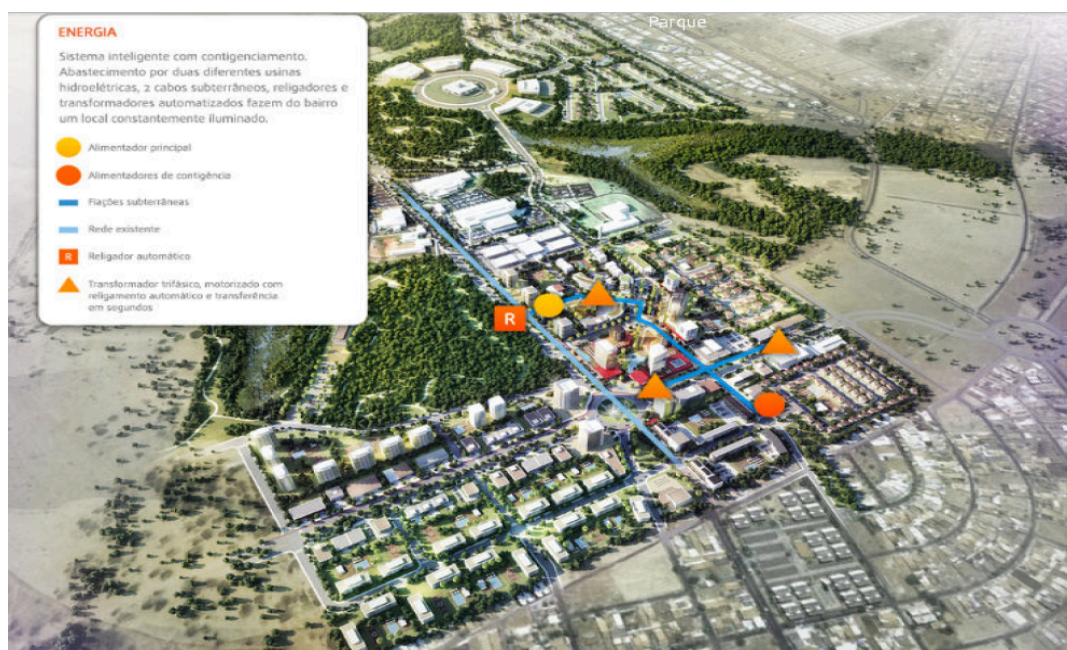 Parque
ENERGIA
Sistema inteligente com contigenciamento.
Abastecimento por duas diferentes usinas
hidroelétricas, 2 cabos subterrâneos, religadores e
transformadores automatizados fazem do bairro
um local constantemente iluminado.
Alimentador principal
Alimentadores de contigência
Fiações subterrâneas
Rede existente
R Religador automático
Transformador trifásico, motorizado com
religamento automático e transferência
em segundos
R